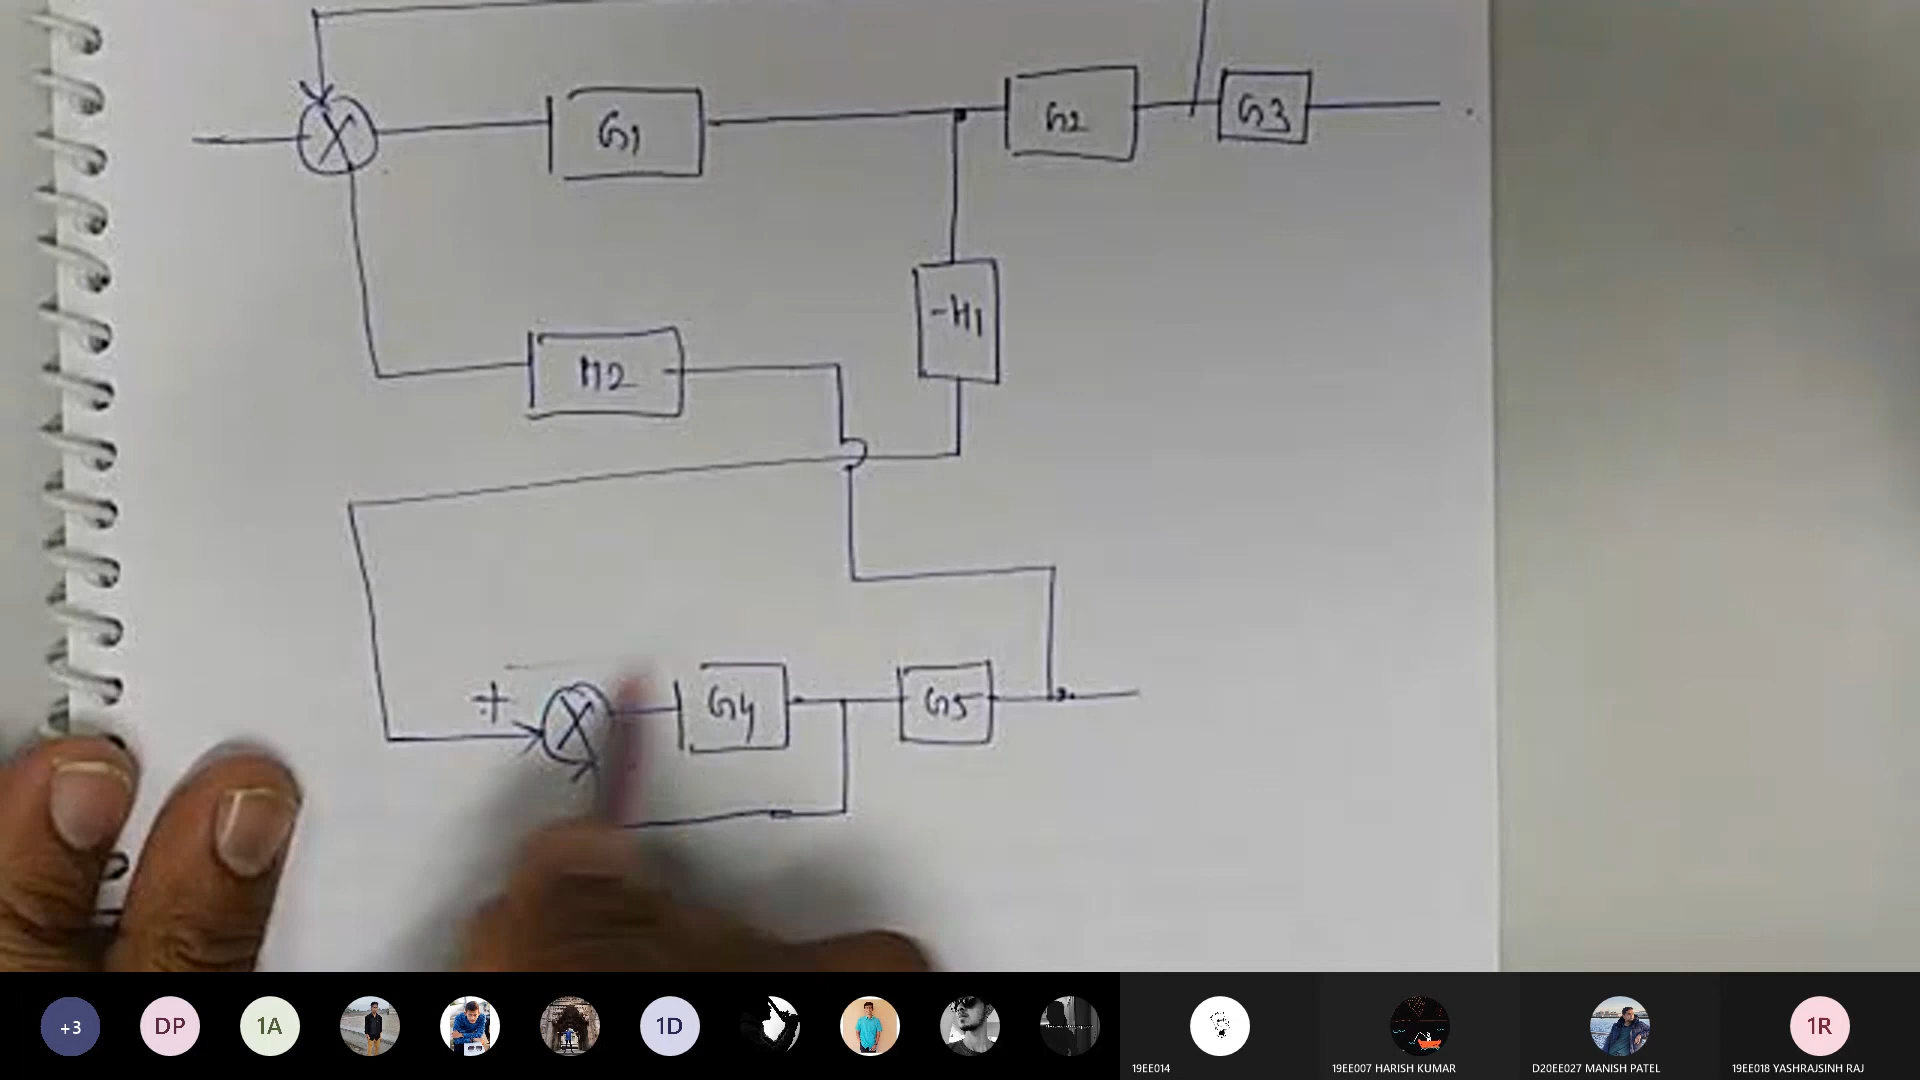 G1
G2
G3
-H1
H2
+
G4
G5
+3
DP
1A
1D
1R
19EE014
19EE007 HARISH KUMAR
D20EE027 MANISH PATEL
19EE018 YASHRAJSINH RAJ